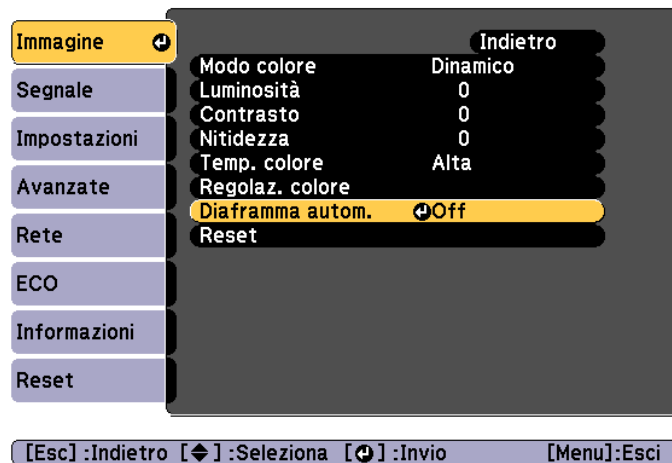 Immagine
Segnale
Impostazioni
Avanzate
Rete
ECO
Informazioni
Reset
Indietro
Modo colore Dinamico
Luminosità 0
Contrasto 0
Nitidezza 0
Temp. colore Alta
Regolaz. colore
Diaframma autom. Off
Reset
[Esc] :Indietro [ ] :Seleziona [ ] :Invio [Menu]:Esci